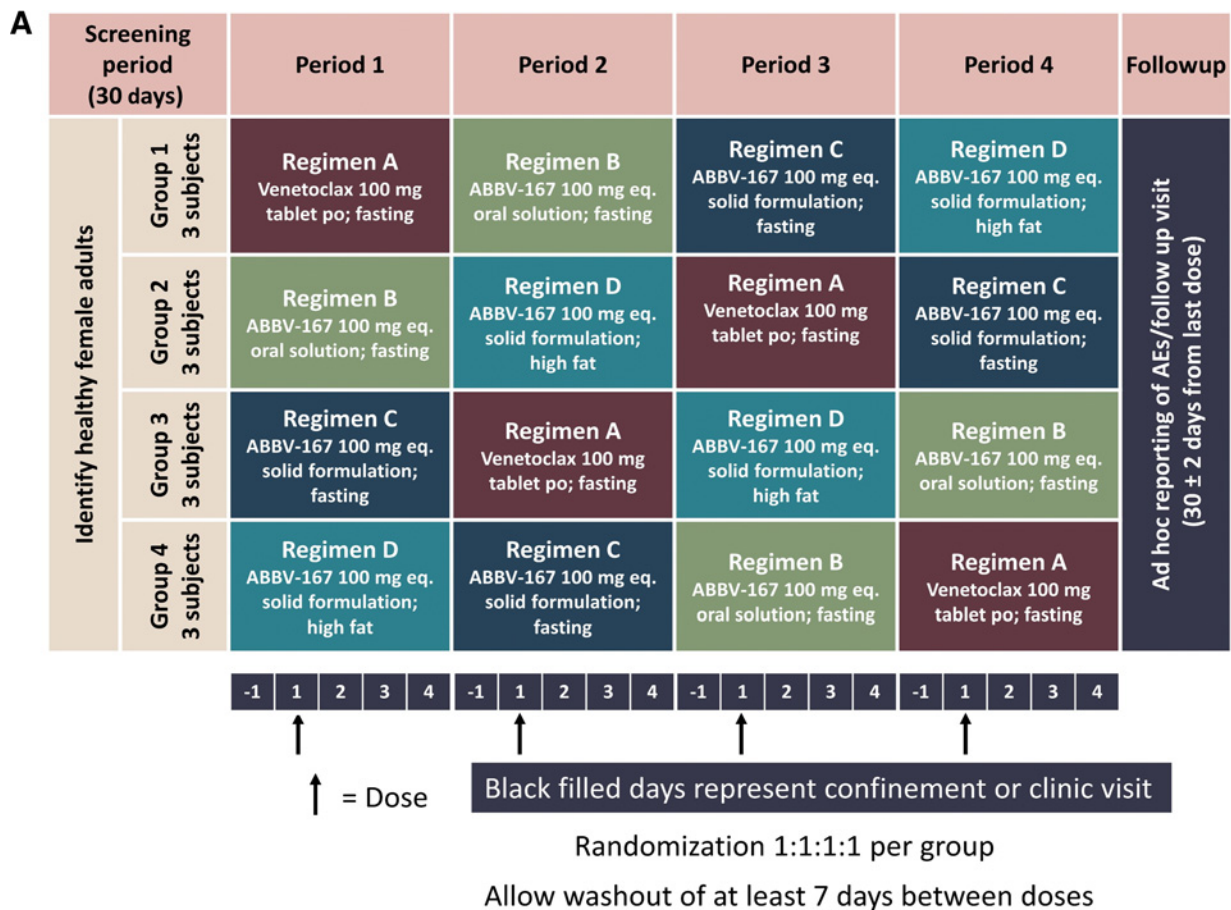 A
Screening
period
(30 days)
Period 1
Period 2
Period 3
Period 4
Followup
Identify healthy female adults
Group 1
3 subjects
Regimen A
Venetoclax 100 mg
tablet po; fasting
Regimen B
ABBV-167 100 mg eq.
oral solution; fasting
Regimen C
ABBV-167 100 mg eq.
solid formulation;
fasting
Regimen D
ABBV-167 100 mg eq.
solid formulation;
high fat
Group 2
3 subjects
Regimen B
ABBV-167 100 mg eq.
oral solution; fasting
Regimen D
ABBV-167 100 mg eq.
solid formulation;
high fat
Regimen A
Venetoclax 100 mg
tablet po; fasting
Regimen C
ABBV-167 100 mg eq.
solid formulation;
fasting
Group 3
3 subjects
Regimen C
ABBV-167 100 mg eq.
solid formulation;
fasting
Regimen A
Venetoclax 100 mg
tablet po; fasting
Regimen D
ABBV-167 100 mg eq.
solid formulation;
high fat
Regimen B
ABBV-167 100 mg eq.
oral solution; fasting
Group 4
3 subjects
Regimen D
ABBV-167 100 mg eq.
solid formulation;
high fat
Regimen C
ABBV-167 100 mg eq.
solid formulation;
fasting
Regimen B
ABBV-167 100 mg eq.
oral solution; fasting
Regimen A
Venetoclax 100 mg
tablet po; fasting
Ad hoc reporting of AEs/follow up visit
(30 ± 2 days from last dose)
-1 1 2 3 4 -1 1 2 3 4 -1 1 2 3 4 -1 1 2 3 4
= Dose
Black filled days represent confinement or clinic visit
Randomization 1:1:1:1 per group
Allow washout of at least 7 days between doses